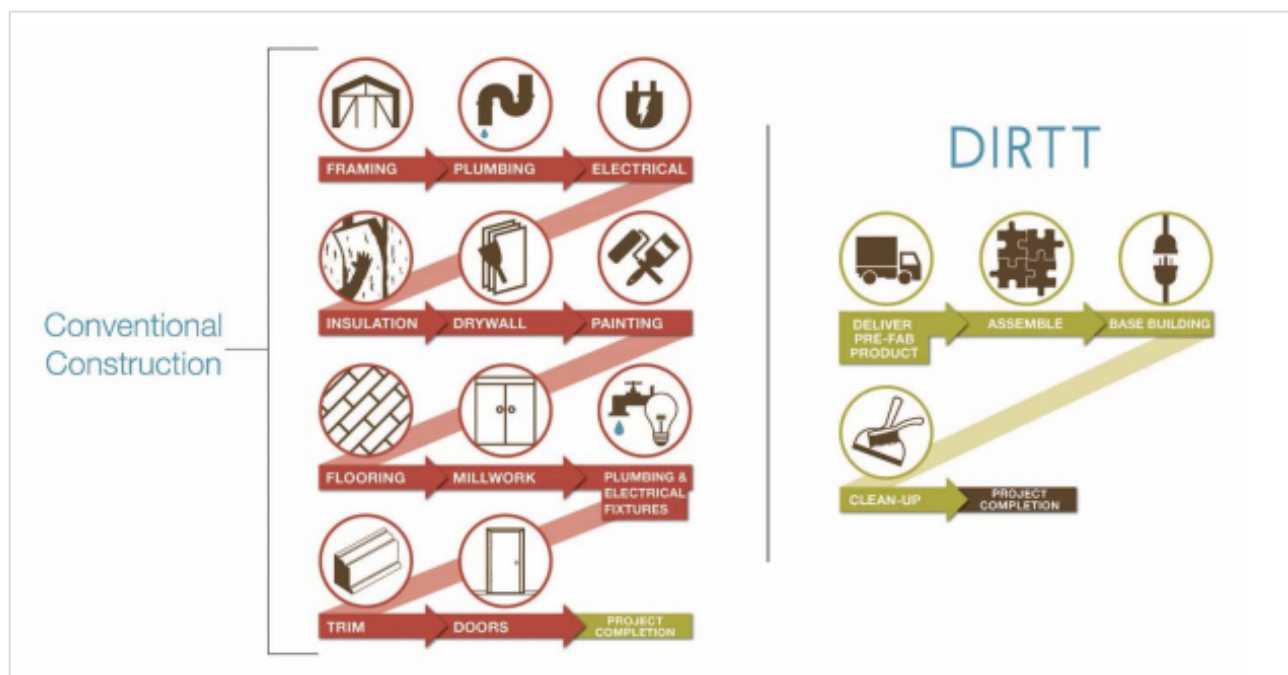 Conventional
Construction
FRAMING
PLUMBING
ELECTRICAL
INSULATION
DRYWALL
PAINTING
FLOORING
MILLWORK
PLUMBING &
ELECTRICAL
FIXTURES
TRIM
DOORS
PROJECT
COMPLETION
DIRTT
DELIVER
PRE-FAB
PRODUCT
ASSEMBLE
BASE BUILDING
CLEAN-UP
PROJECT
COMPLETION